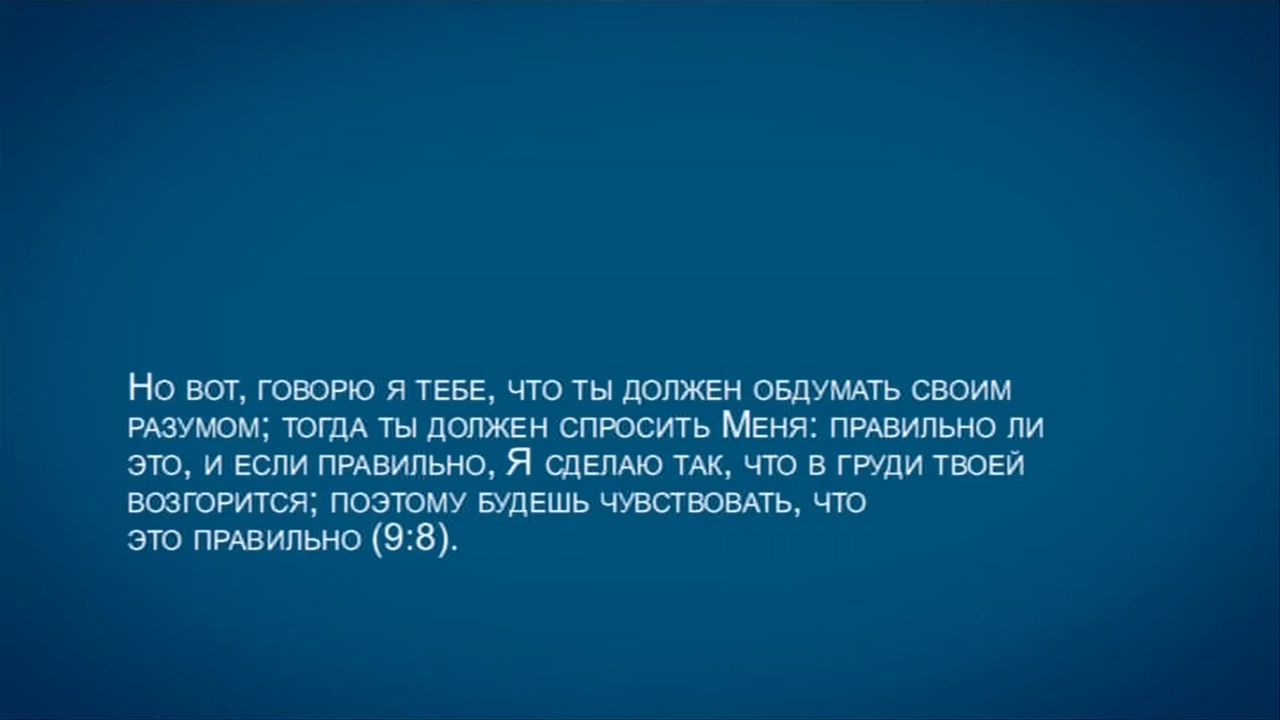 Но вот, говорю я тебе, что ты должен обдумать своим
разумом; тогда ты должен спросить Меня: правильно ли
это, и если правильно, Я сделаю так, что в груди твоей
возгорится; поэтому будешь чувствовать, что
это правильно (9:8).